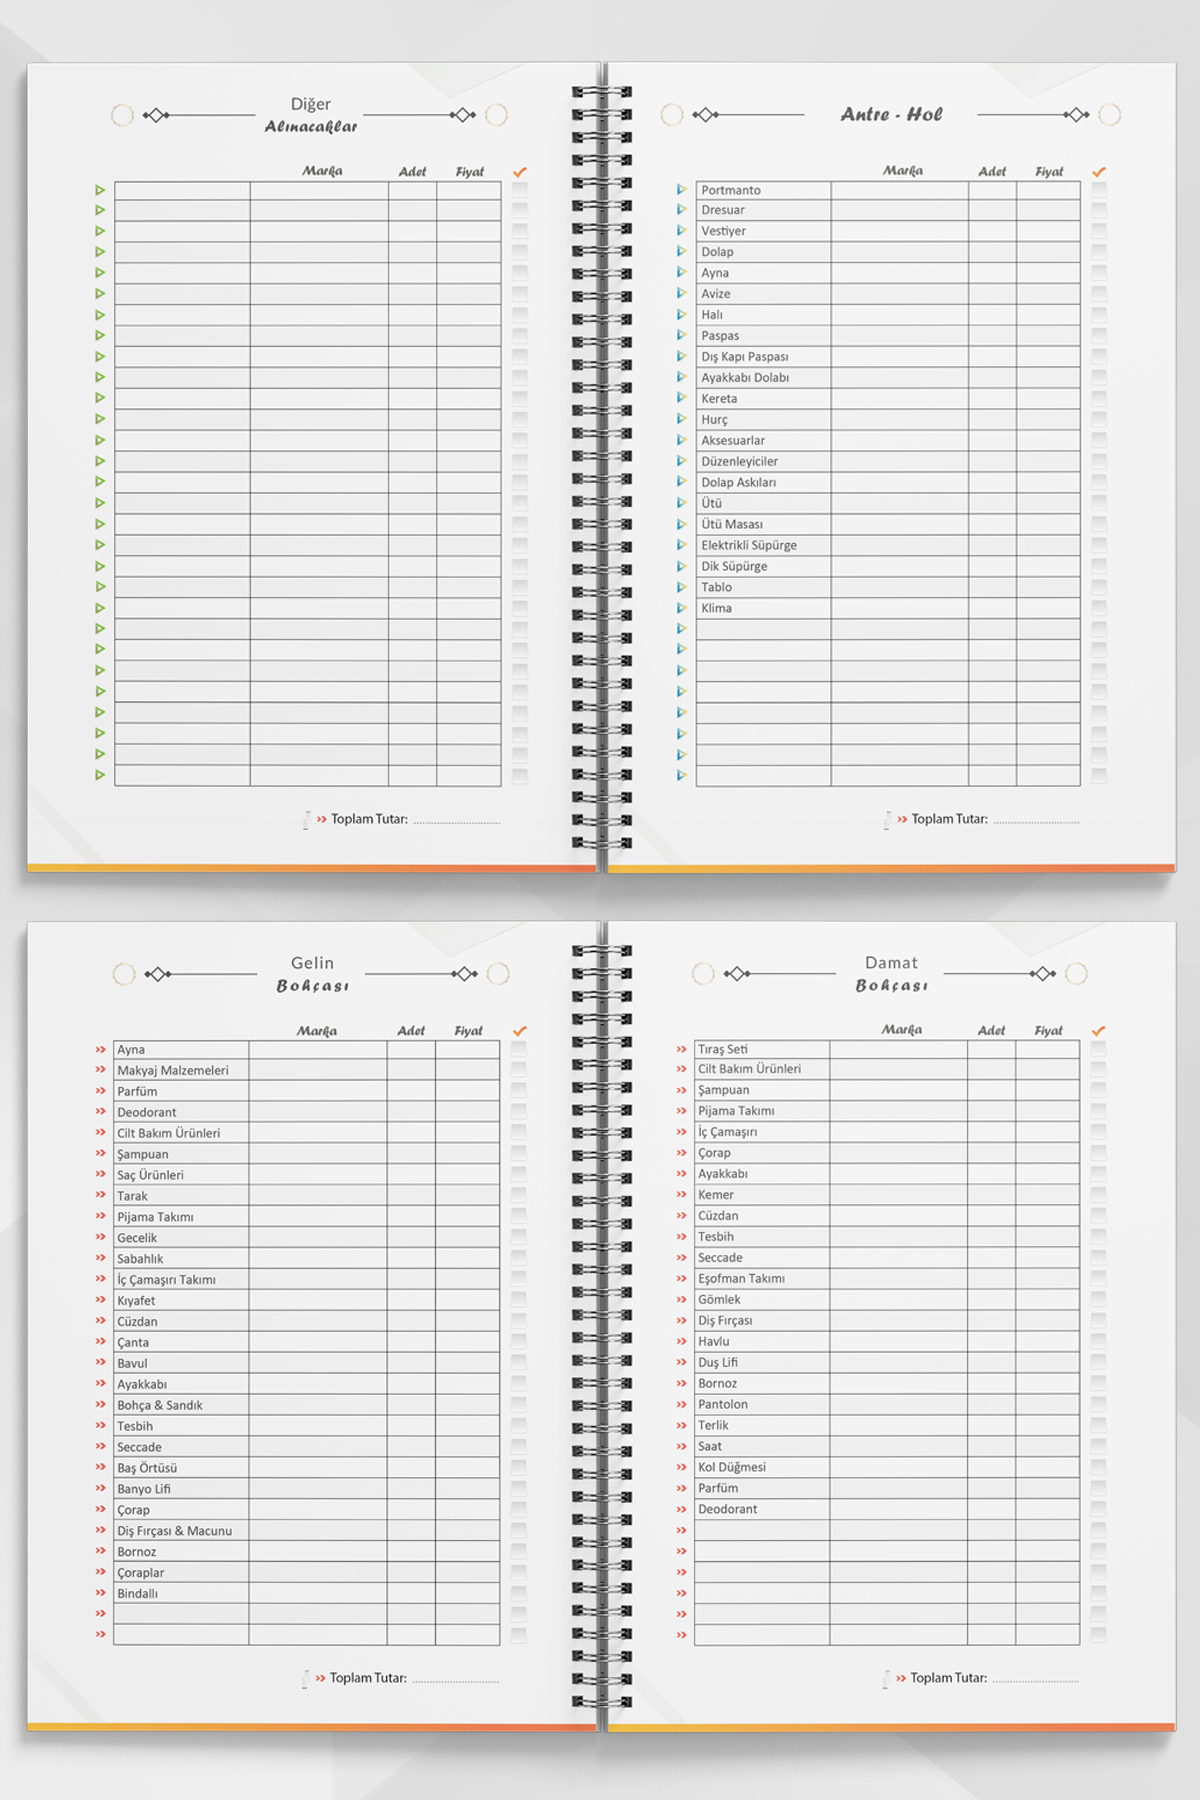 Diğer
Alınacaklar
Marka Adet Fiyat
Toplam Tutar:
Antre - Hol
Marka Adet Fiyat
Portmanto
Dresuar
Vestiyer
Dolap
Ayna
Avize
Halı
Paspas
Dış Kapı Paspası
Ayakkabı Dolabı
Kereta
Hurç
Aksesuarlar
Düzenleyiciler
Dolap Askıları
Ütü
Ütü Masası
Elektrikli Süpürge
Dik Süpürge
Tablo
Klima
Toplam Tutar:
Gelin
Bohçası
Marka Adet Fiyat
Ayna
Makyaj Malzemeleri
Parfüm
Deodorant
Cilt Bakım Ürünleri
Şampuan
Saç Ürünleri
Tarak
Pijama Takımı
Gecelik
Sabahlık
İç Çamaşırı Takımı
Kıyafet
Cüzdan
Çanta
Bavul
Ayakkabı
Bohça & Sandık
Tesbih
Seccade
Baş Örtüsü
Banyo Lifi
Çorap
Diş Fırçası & Macunu
Bornoz
Çoraplar
Bindallı
Toplam Tutar:
Damat
Bohçası
Marka Adet Fiyat
Tıraş Seti
Cilt Bakım Ürünleri
Şampuan
Pijama Takımı
İç Çamaşırı
Çorap
Ayakkabı
Kemer
Cüzdan
Tesbih
Seccade
Eşofman Takımı
Gömlek
Diş Fırçası
Havlu
Duş Lifi
Bornoz
Pantolon
Terlik
Saat
Kol Düğmesi
Parfüm
Deodorant
Toplam Tutar: